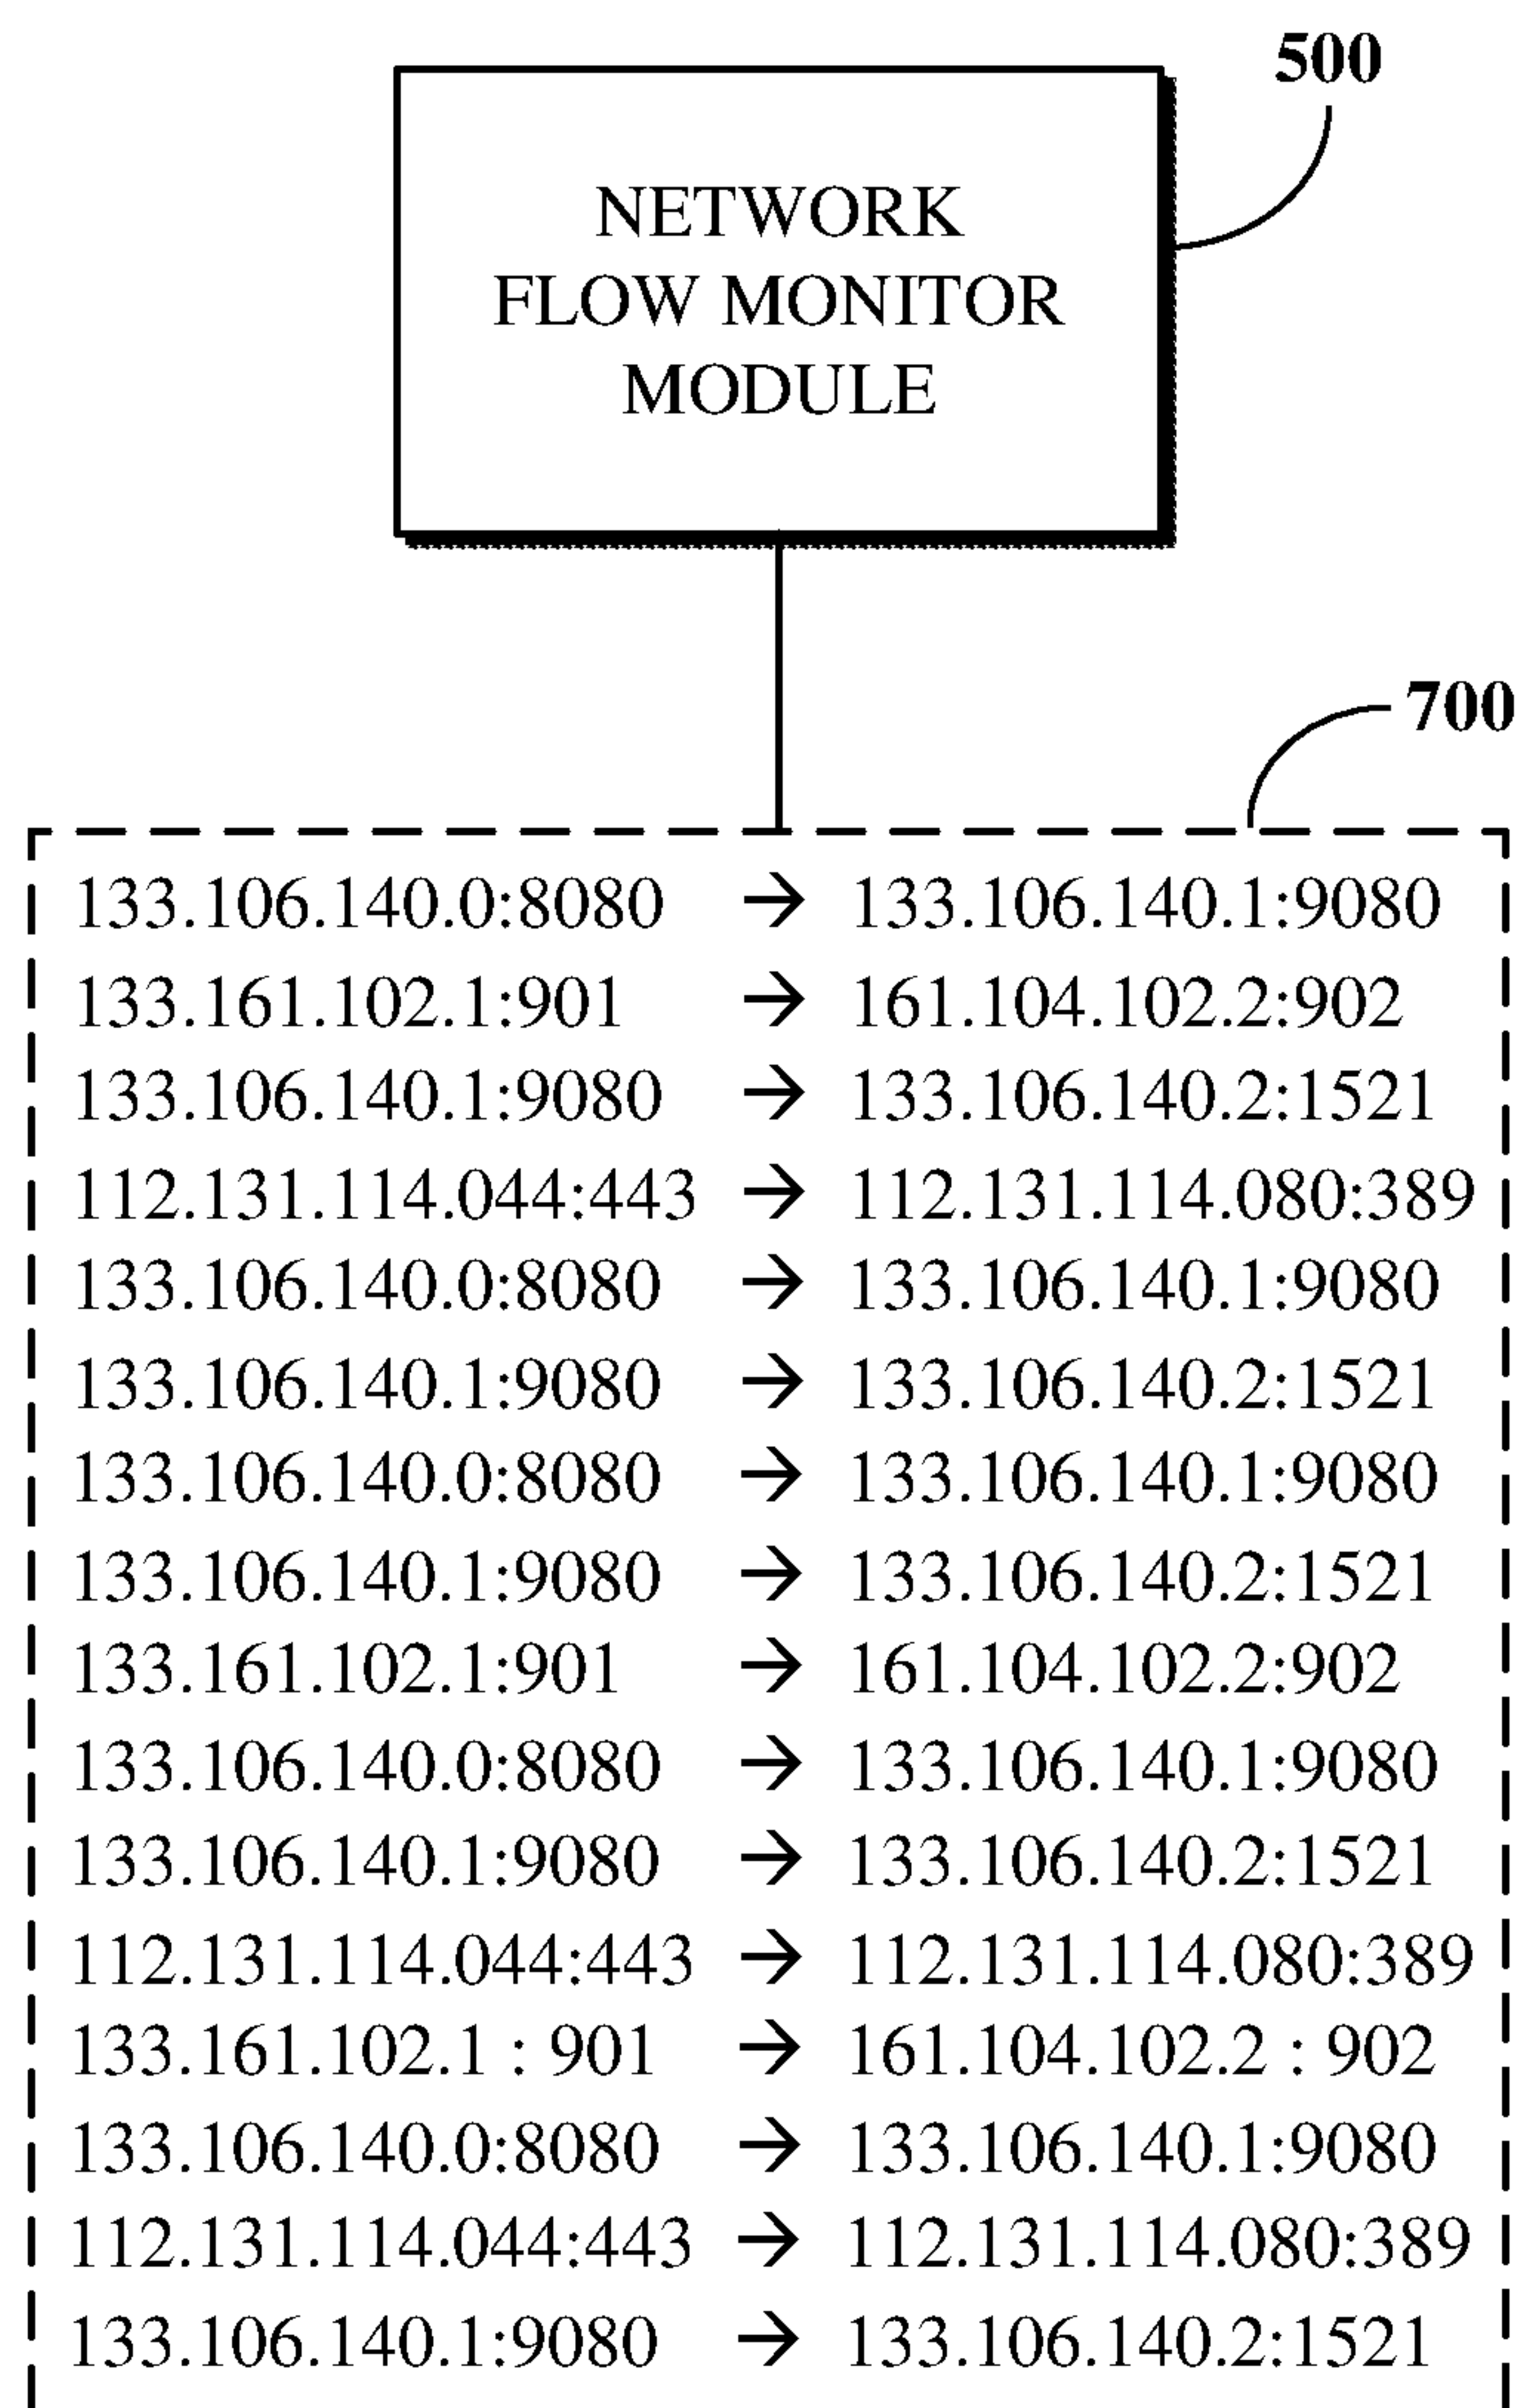 500
NETWORK
FLOW MONITOR
MODULE
700
133.106.140.0:8080 → 133.106.140.1:9080
133.161.102.1:901 → 161.104.102.2:902
133.106.140.1:9080 → 133.106.140.2:1521
112.131.114.044:443 → 112.131.114.080:389
133.106.140.0:8080 → 133.106.140.1:9080
133.106.140.1:9080 → 133.106.140.2:1521
133.106.140.0:8080 → 133.106.140.1:9080
133.106.140.1:9080 → 133.106.140.2:1521
133.161.102.1:901 → 161.104.102.2:902
133.106.140.0:8080 → 133.106.140.1:9080
133.106.140.1:9080 → 133.106.140.2:1521
112.131.114.044:443 → 112.131.114.080:389
133.161.102.1 : 901 → 161.104.102.2 : 902
133.106.140.0:8080 → 133.106.140.1:9080
112.131.114.044:443 → 112.131.114.080:389
133.106.140.1:9080 → 133.106.140.2:1521